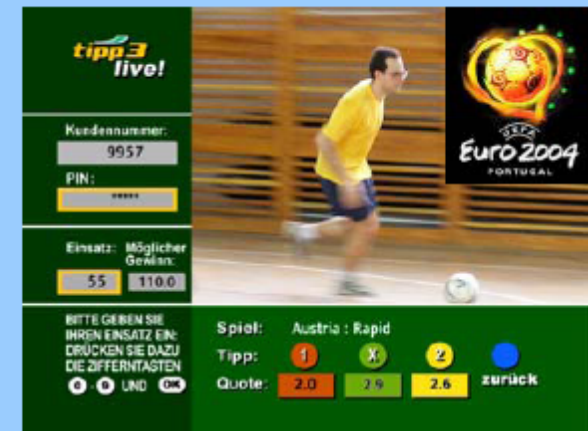 tipp3
live!
Kundennummer:
9957
PIN:
*****
Einsatz: Möglicher
Gewinn:
55 110.0
BITTE GEBEN SIE
IHREN EINSATZ EIN:
DRÜCKEN SIE DAZU
DIE ZIFFERNTASTEN
0 - 9 UND OK
UEFA
Euro 2004
PORTUGAL
Spiel: Austria : Rapid
Tipp: 1 X 2
Quote: 2.0 2.9 2.6 zurück